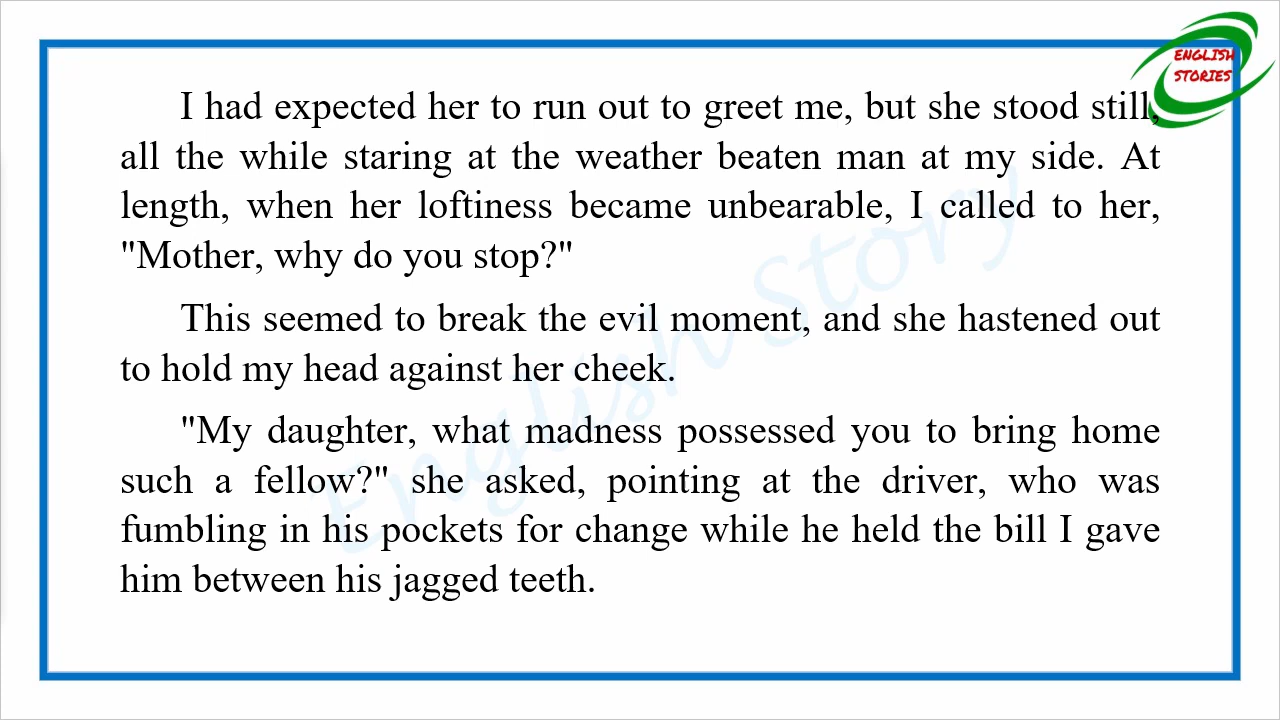 ENGLISH
STORIES
I had expected her to run out to greet me, but she stood still,
all the while staring at the weather beaten man at my side. At
length, when her loftiness became unbearable, I called to her,
"Mother, why do you stop?"
This seemed to break the evil moment, and she hastened out
to hold my head against her cheek.
"My daughter, what madness possessed you to bring home
such a fellow?" she asked, pointing at the driver, who was
fumbling in his pockets for change while he held the bill I gave
him between his jagged teeth.
English Story